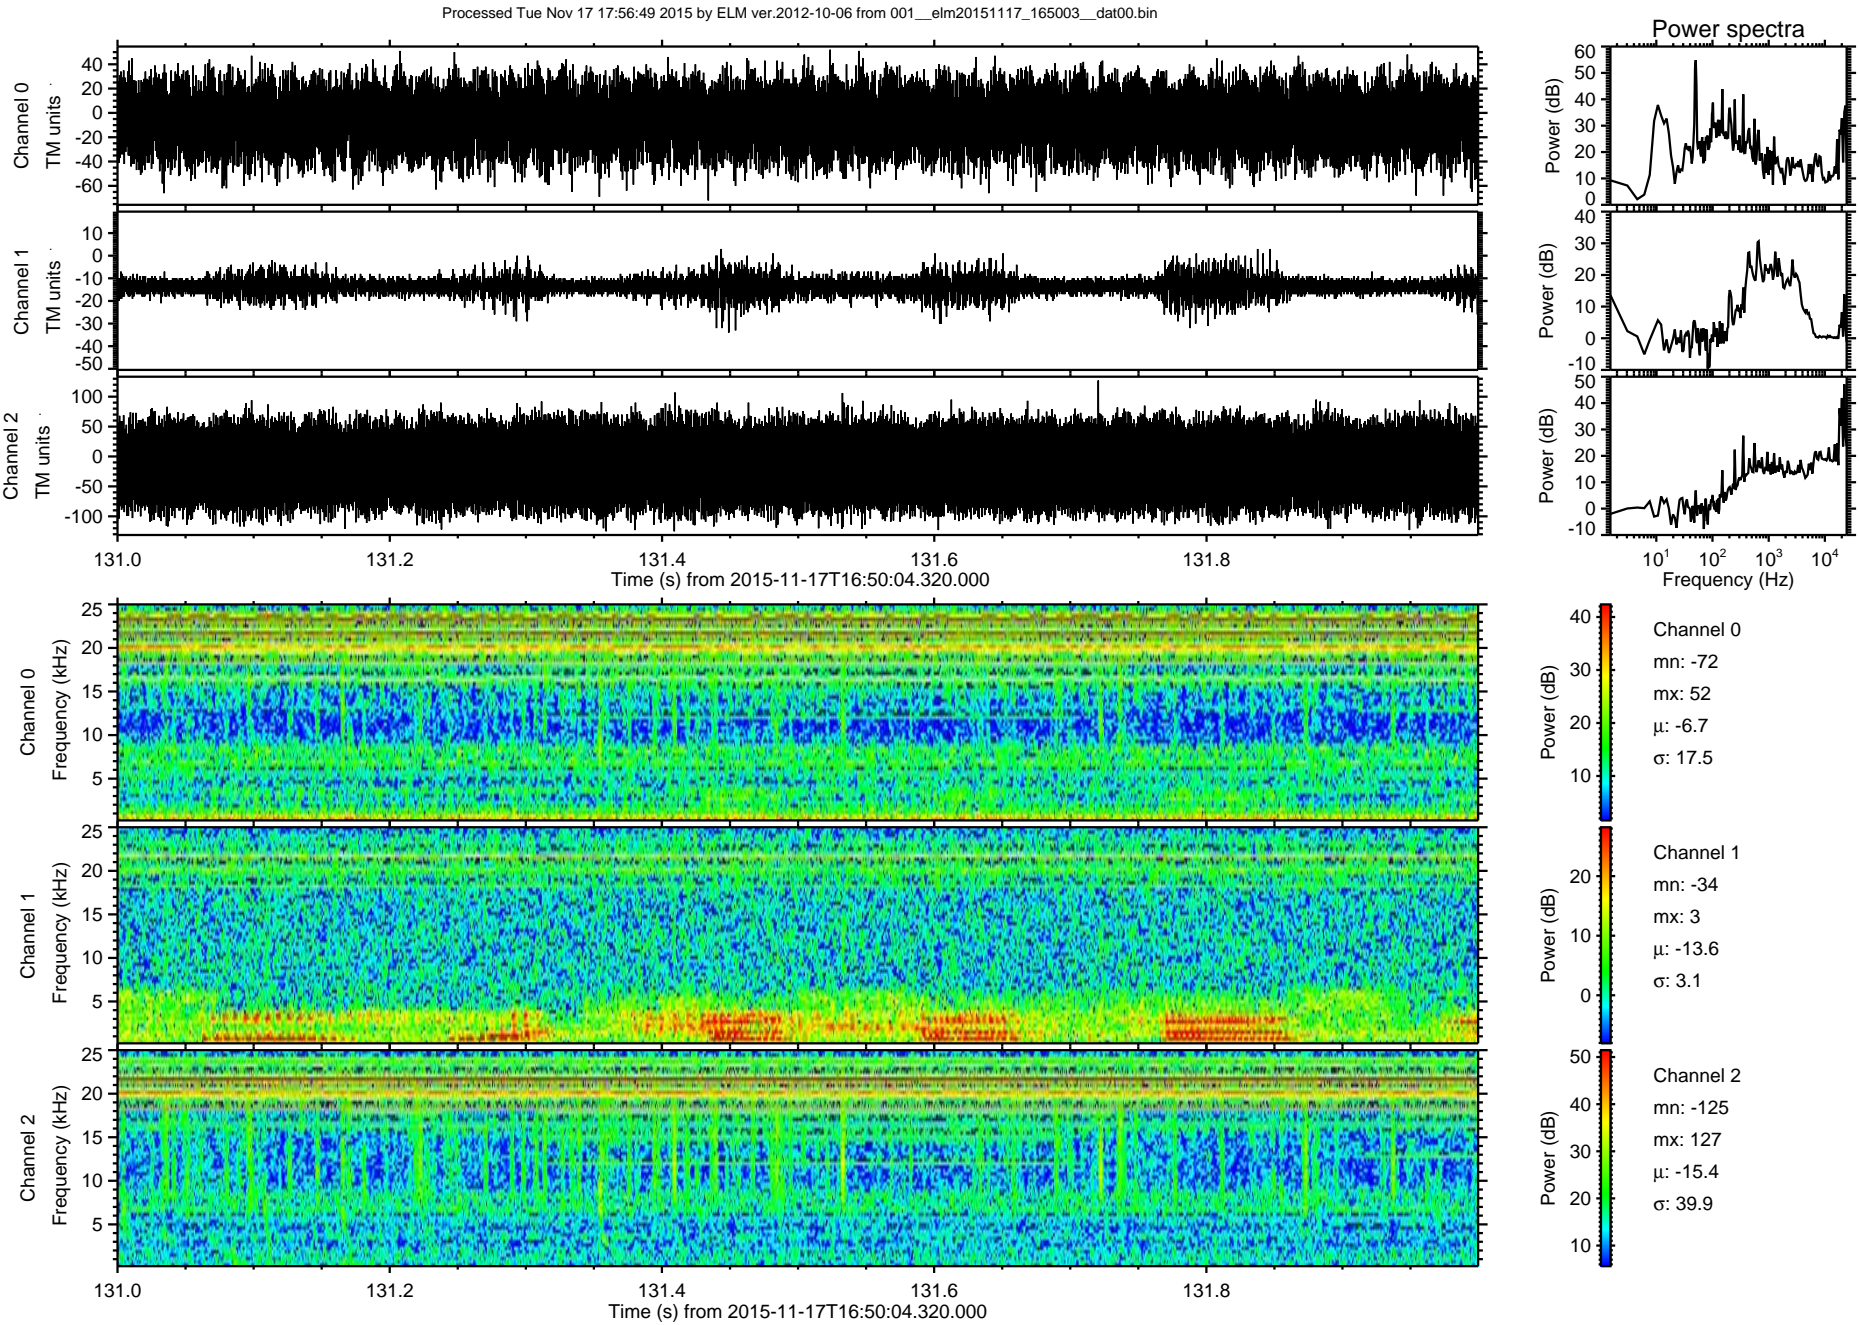 Processed Tue Nov 17 17:56:49 2015 by ELM ver.2012-10-06 from 001__elm20151117_165003__dat00.bin
Power spectra
Channel 0
TM units
40
20
0
-20
-40
-60
Power (dB)
60
50
40
30
20
10
0
Channel 1
TM units
10
0
-10
-20
-30
-40
-50
Power (dB)
40
30
20
10
0
-10
Channel 2
TM units
100
50
0
-50
-100
Power (dB)
50
40
30
20
10
0
-10
131.0 131.2 131.4 131.6 131.8
Time (s) from 2015-11-17T16:50:04.320.000
10^1 10^2 10^3 10^4
Frequency (Hz)
Channel 0
Frequency (kHz)
25
20
15
10
5
Power (dB)
40
30
20
10
Channel 0
mn: -72
mx: 52
μ: -6.7
σ: 17.5
Channel 1
Frequency (kHz)
25
20
15
10
5
Power (dB)
20
10
0
Channel 1
mn: -34
mx: 3
μ: -13.6
σ: 3.1
Channel 2
Frequency (kHz)
25
20
15
10
5
Power (dB)
50
40
30
20
10
Channel 2
mn: -125
mx: 127
μ: -15.4
σ: 39.9
131.0 131.2 131.4 131.6 131.8
Time (s) from 2015-11-17T16:50:04.320.000